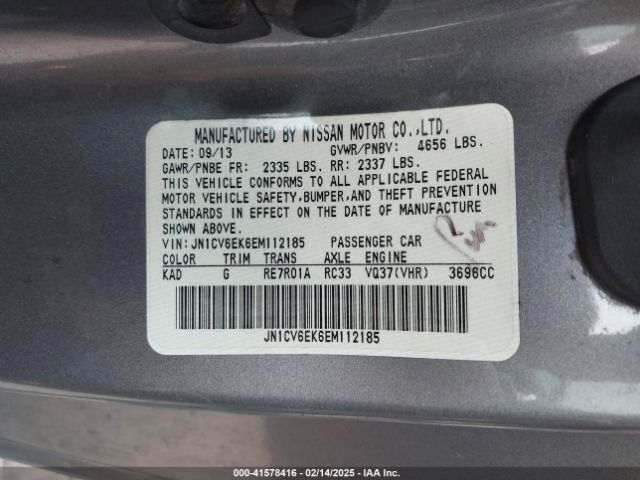 MANUFACTURED BY NISSAN MOTOR CO.,LTD.
DATE: 09/13 GVWR/PNBV: 4656 LBS.
GAWR/PNBE FR: 2335 LBS. RR: 2337 LBS.
THIS VEHICLE CONFORMS TO ALL APPLICABLE FEDERAL
MOTOR VEHICLE SAFETY,BUMPER,AND THEFT PREVENTION
STANDARDS IN EFFECT ON THE DATE OF MANUFACTURE
SHOWN ABOVE.
VIN:JN1CV6EK6EM112185 PASSENGER CAR
COLOR TRIM TRANS AXLE ENGINE
KAD G RE7R01A RC33 VQ37(VHR) 3696CC
JN1CV6EK6EM112185
000-41578416 - 02/14/2025 - IAA Inc.